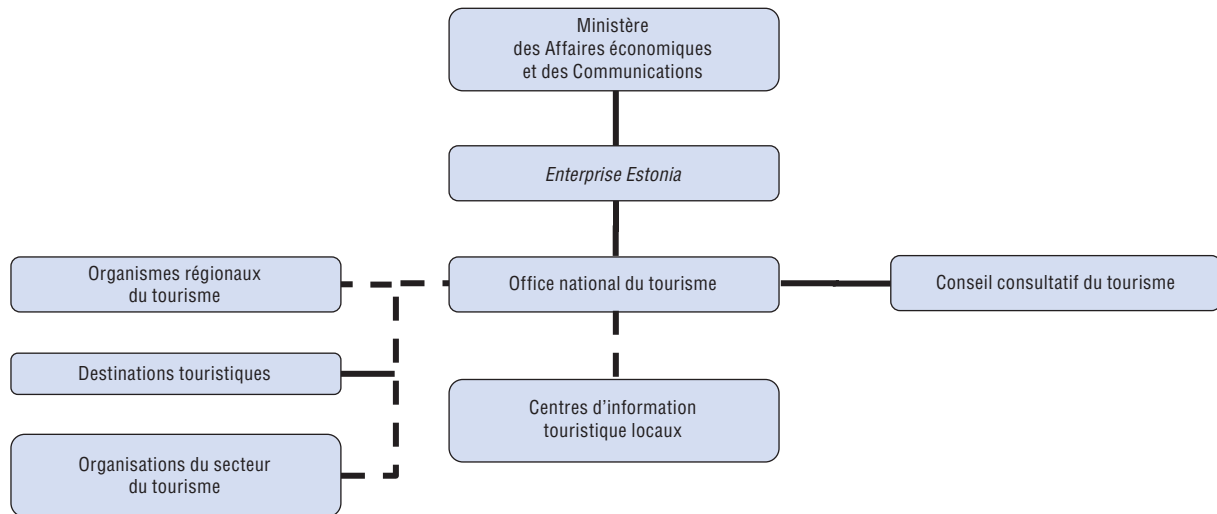 Ministère
des Affaires économiques
et des Communications
Enterprise Estonia
Organismes régionaux
du tourisme
Office national du tourisme
Conseil consultatif du tourisme
Destinations touristiques
Centres d’information
touristique locaux
Organisations du secteur
du tourisme